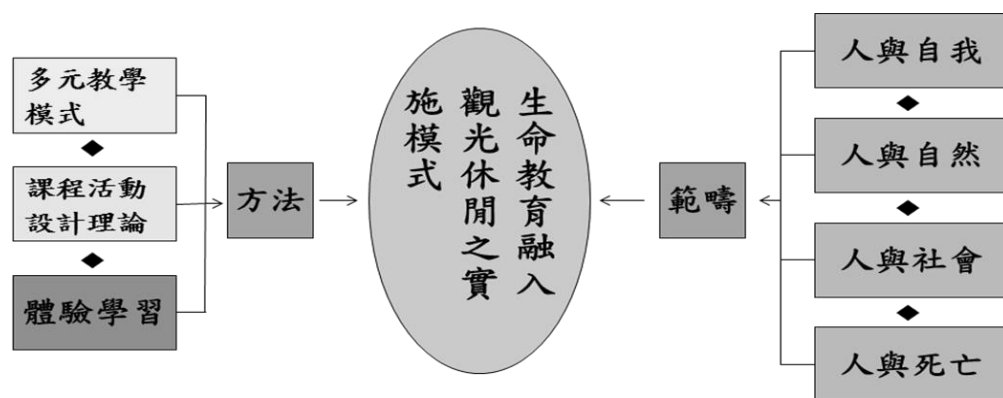 多元教學
模式
課程活動
設計理論
體驗學習
方法
生命教育融入
觀光休閒之實
施模式
範疇
人與自我
人與自然
人與社會
人與死亡